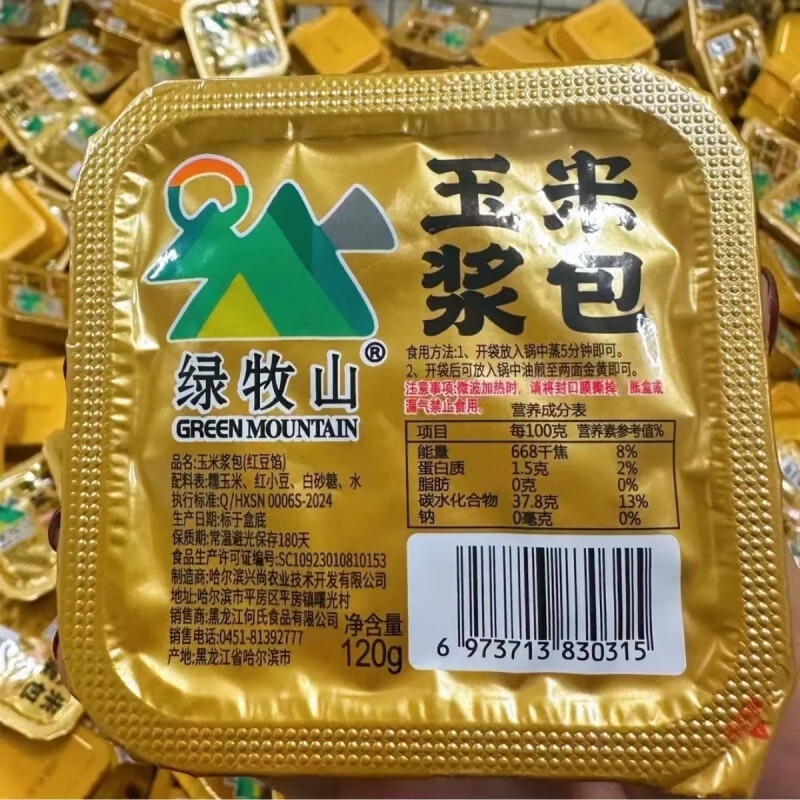 玉米
浆包
®
绿牧山
GREEN MOUNTAIN
食用方法:1、开袋放入锅中蒸5分钟即可。
2、开袋后可放入锅中油煎至两面金黄即可。
注意事项:微波加热时，请将封口膜撕掉，胀盒或
漏气禁止食用。
营养成分表
项目 每100克 营养素参考值%
能量 668千焦 8%
蛋白质 1.5克 2%
脂肪 0克 0%
碳水化合物 37.8克 13%
钠 0毫克 0%
品名:玉米浆包(红豆馅)
配料表:糯玉米、红小豆、白砂糖、水
执行标准:Q/HXSN 0006S-2024
生产日期:标于盒底
保质期:常温避光保存180天
食品生产许可证编号:SC10923010810153
制造商:哈尔滨兴尚农业技术开发有限公司
地址:哈尔滨市平房区平房镇曙光村
销售商:黑龙江何氏食品有限公司
销售电话:0451-81392777
产地:黑龙江省哈尔滨市
净含量
120g
6 973713 830315